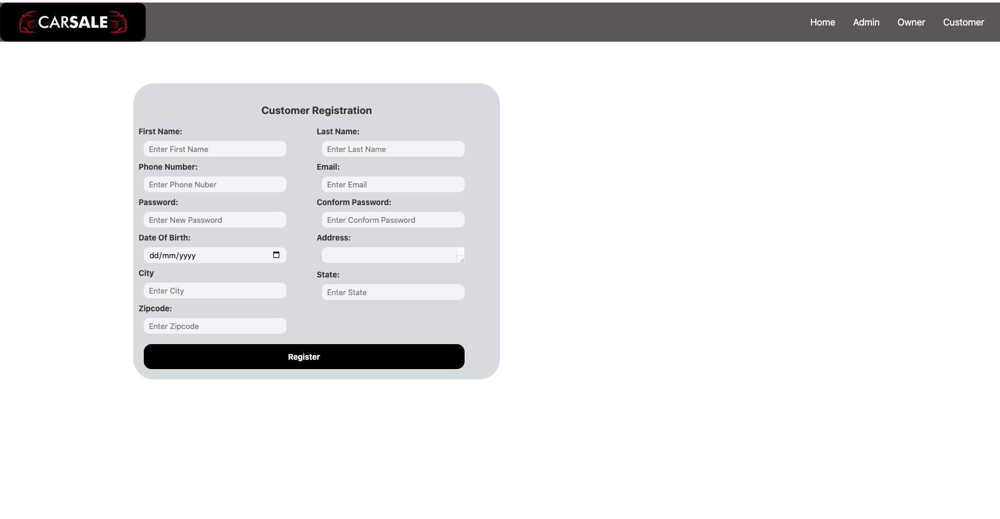 CARSALE
Home Admin Owner Customer
Customer Registration
First Name: Last Name:
Enter First Name Enter Last Name
Phone Number: Email:
Enter Phone Nuber Enter Email
Password: Conform Password:
Enter New Password Enter Conform Password
Date Of Birth: Address:
dd/mm/yyyy
City State:
Enter City Enter State
Zipcode:
Enter Zipcode
Register